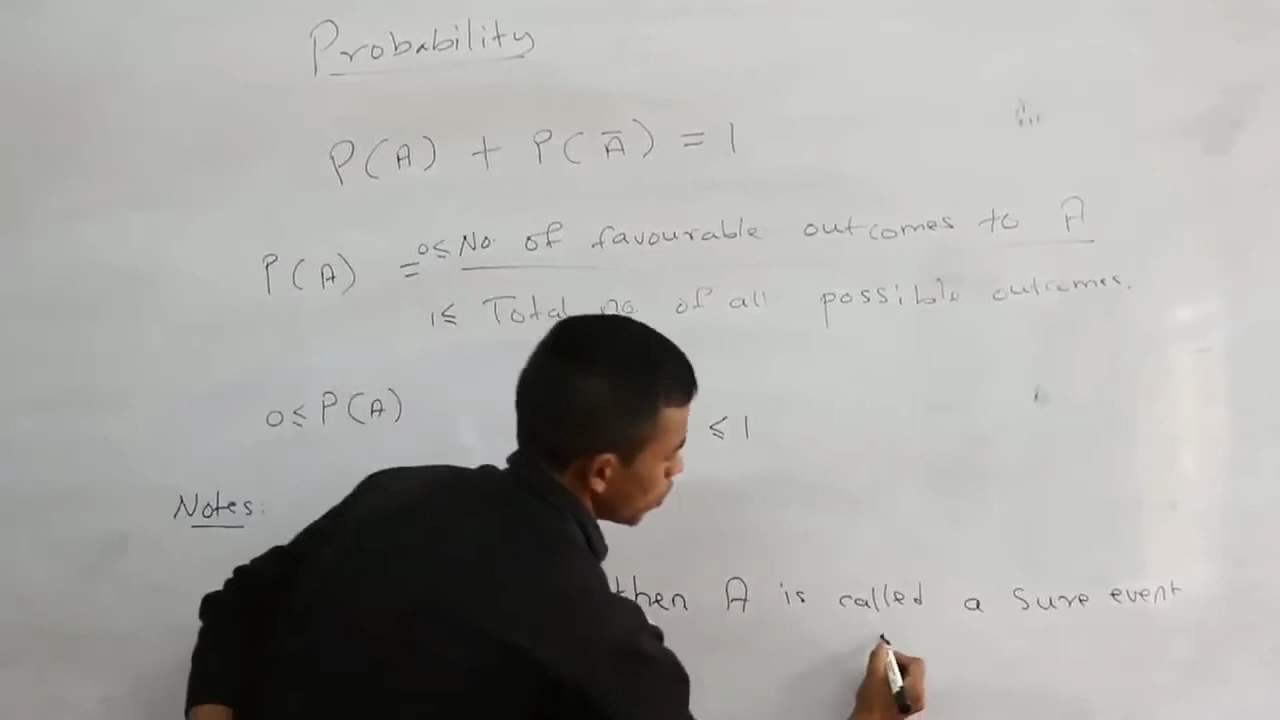 Probability
P(A) + P(Ā) = 1
P(A) = 0≤ No. of favourable outcomes to A
1≤ Total no. of all possible outcomes.
0≤ P(A) ≤ 1
Notes:
then A is called a sure event